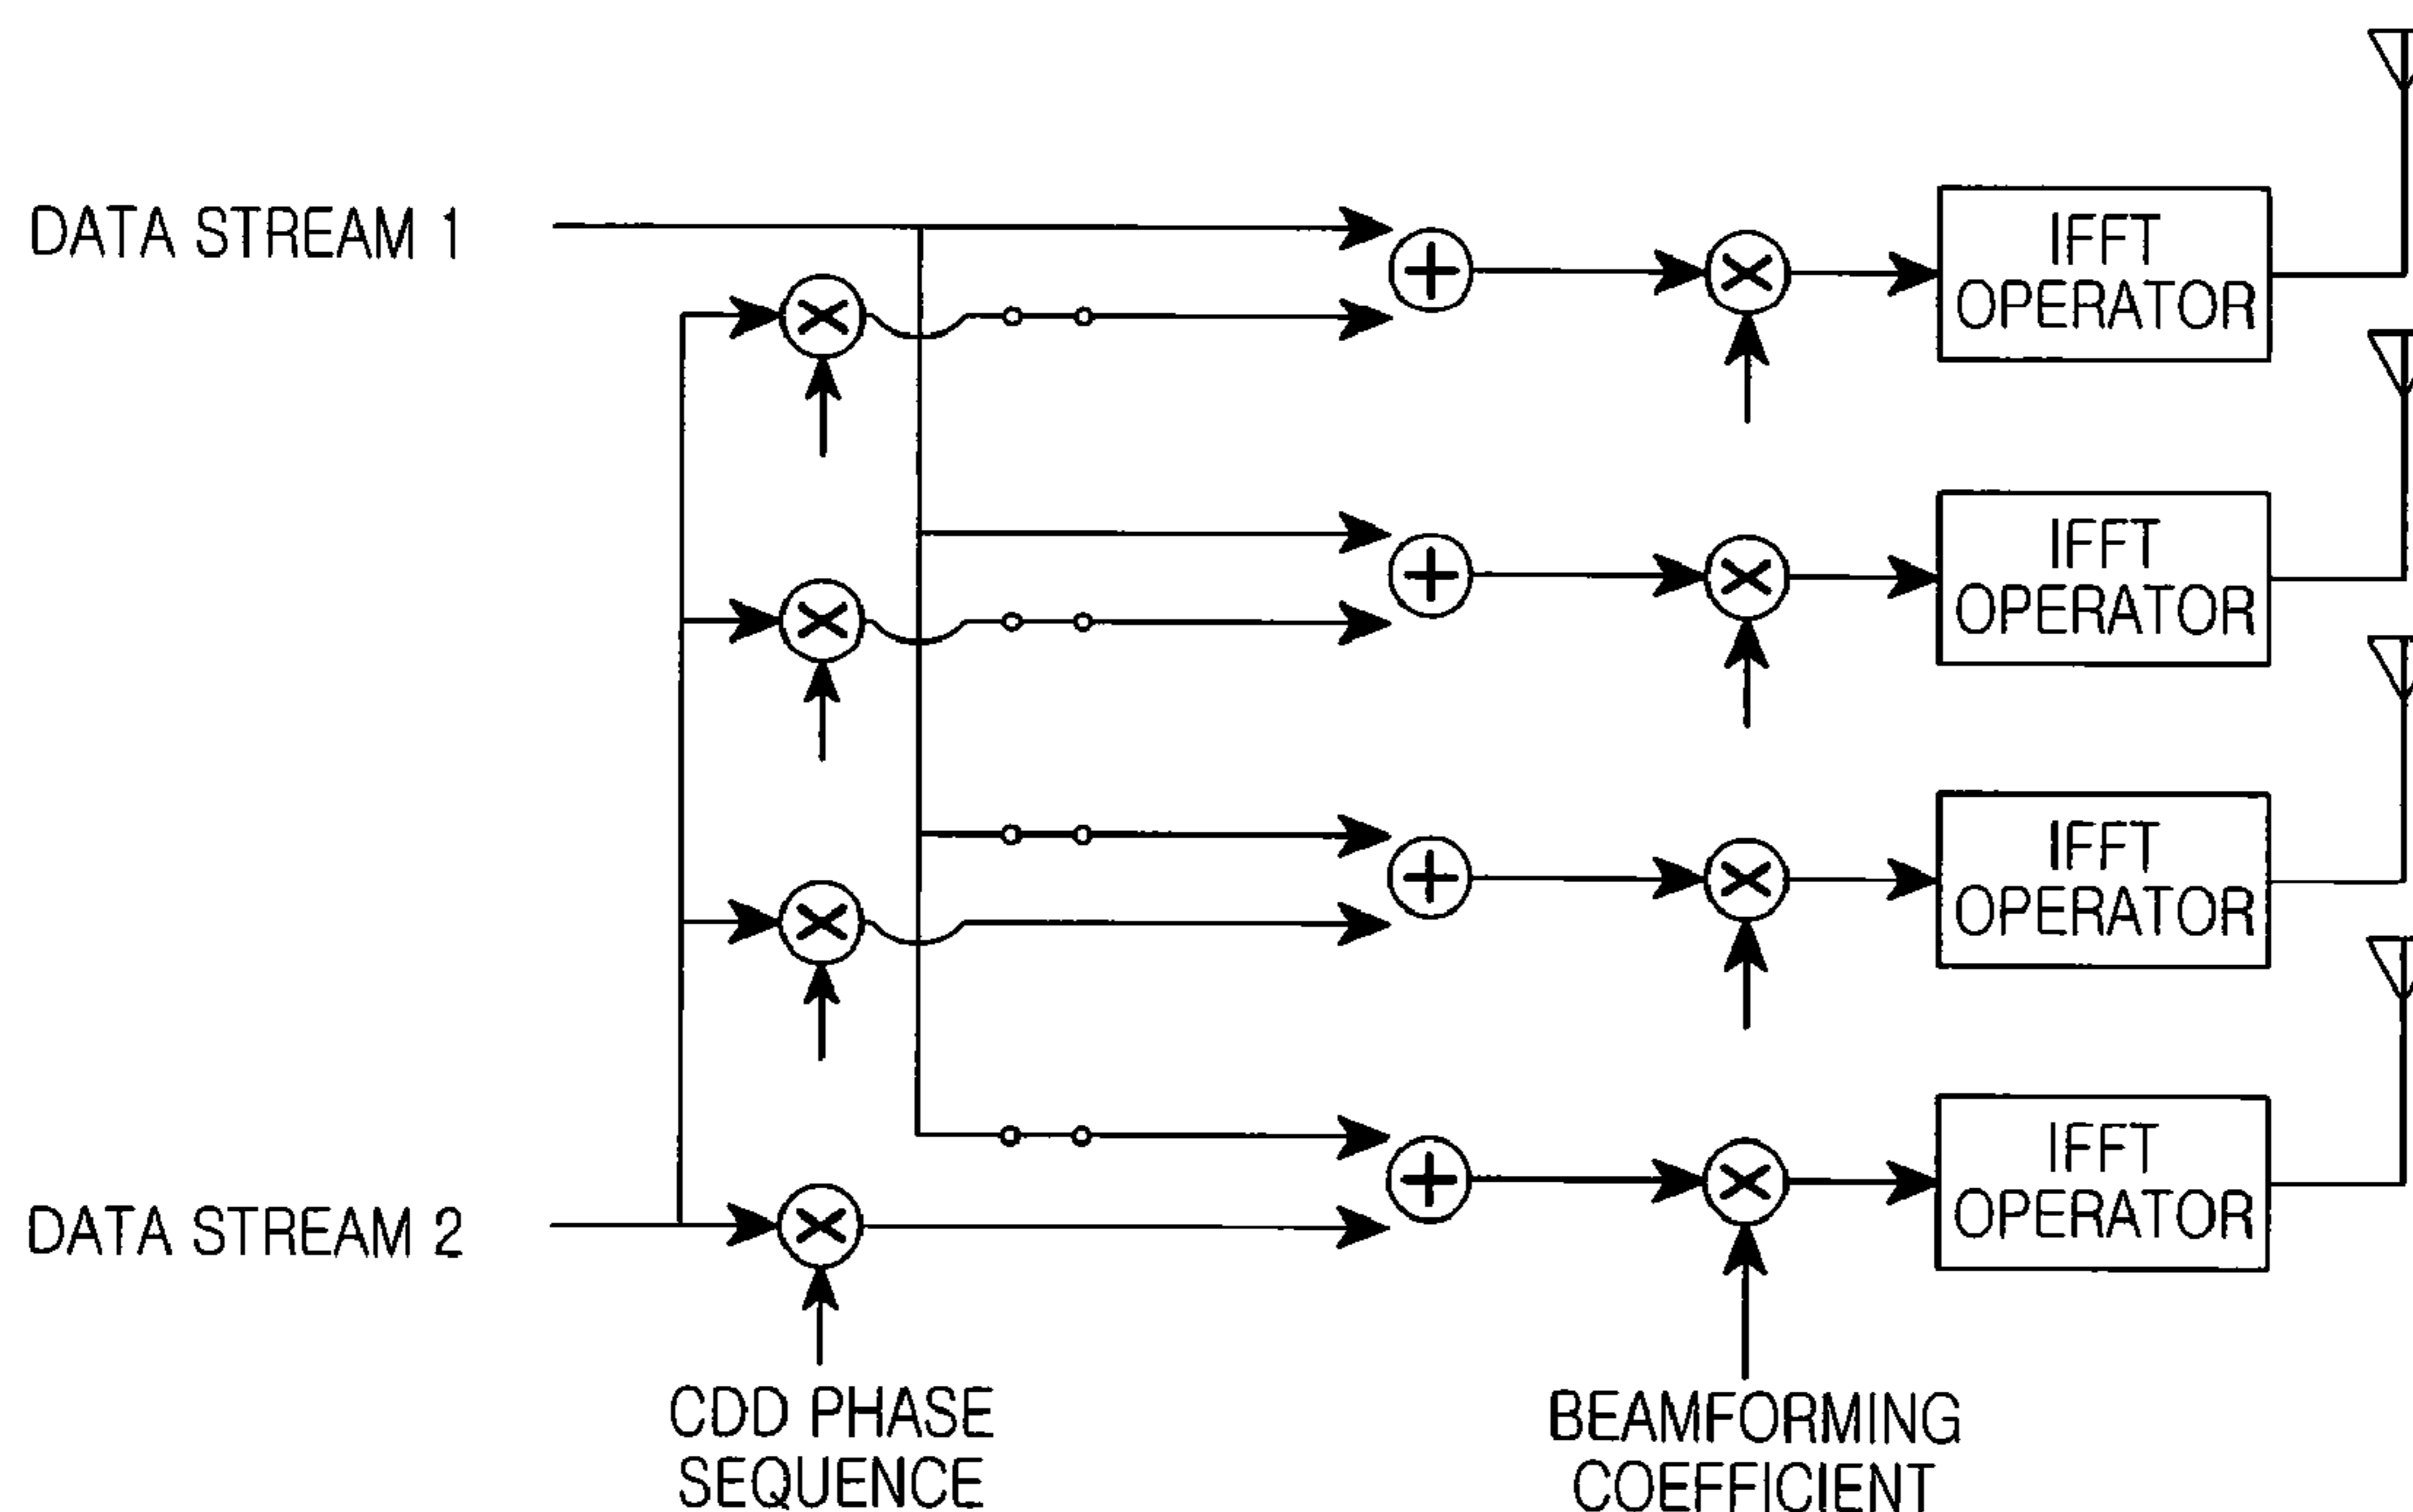 DATA STREAM 1
IFFT
OPERATOR
IFFT
OPERATOR
IFFT
OPERATOR
DATA STREAM 2
IFFT
OPERATOR
CDD PHASE
SEQUENCE
BEAMFORMING
COEFFICIENT